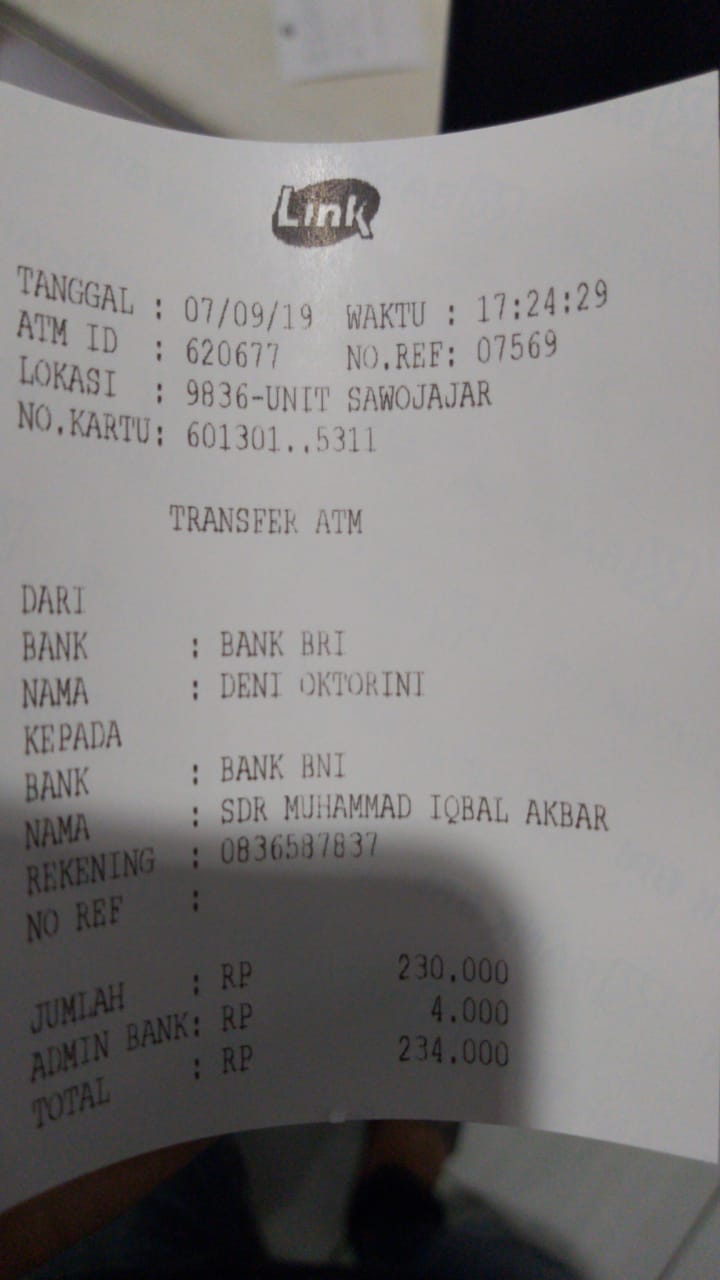 Link
TANGGAL : 07/09/19 WAKTU : 17:24:29
ATM ID : 620677 NO.REF: 07569
LOKASI : 9836-UNIT SAWOJAJAR
NO.KARTU: 601301..5311
TRANSFER ATM
DARI
BANK : BANK BRI
NAMA : DENI OKTORINI
KEPADA
BANK : BANK BNI
NAMA : SDR MUHAMMAD IQBAL AKBAR
REKENING : 0836587837
NO REF :
JUMLAH : RP 230.000
ADMIN BANK: RP 4.000
TOTAL : RP 234.000